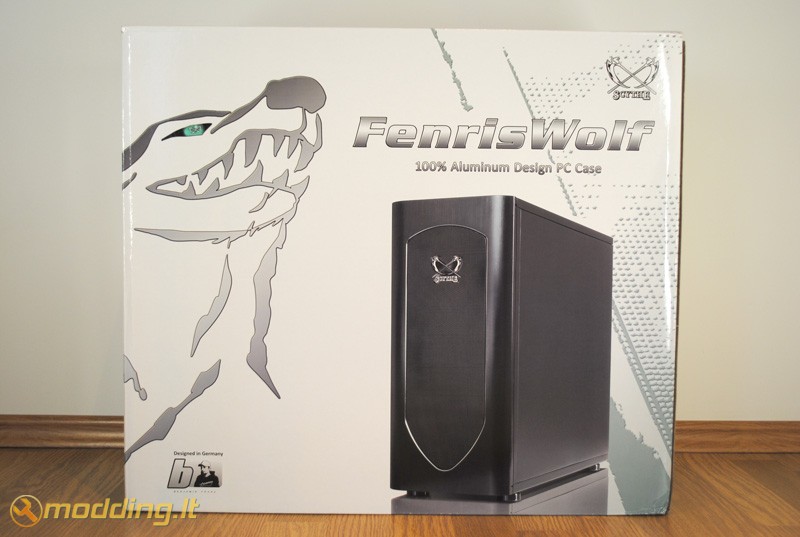 SCYTHE
FenrisWolf
100% Aluminum Design PC Case
SCYTHE
Designed in Germany
b
modding.lt